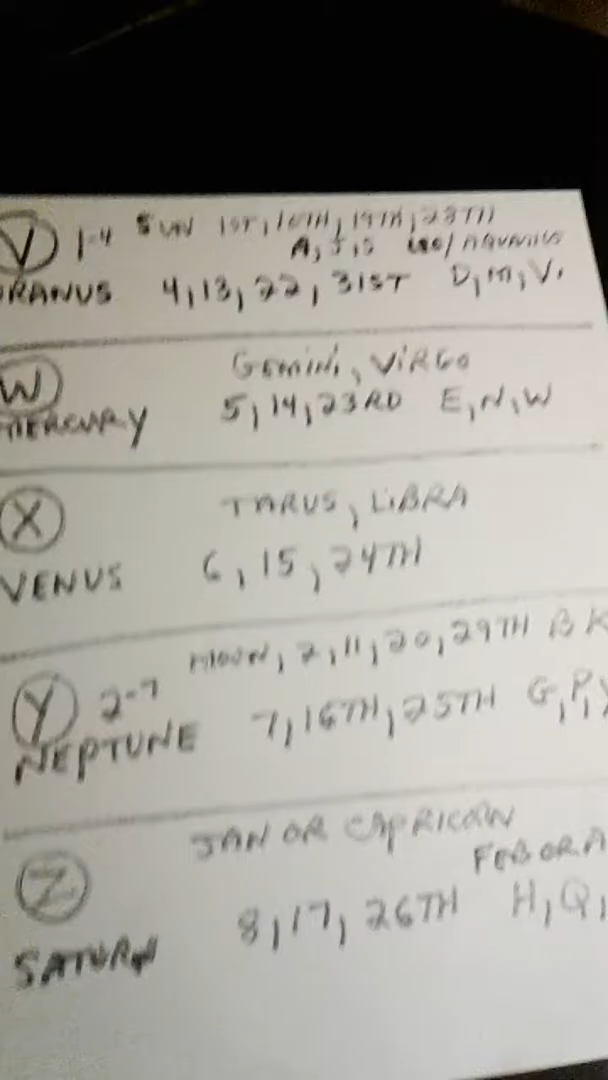 V 1-4 SUN 1ST, 10TH, 19TH, 28TH
A, J, S LEO/AQUARIUS
URANUS 4, 13, 22, 31ST D, M, V.
W GEMINI, VIRGO
MERCURY 5, 14, 23RD E, N, W
X TARUS, LIBRA
VENUS 6, 15, 24TH
Y 2-7 MOON, 2, 11, 20, 29TH B K
NEPTUNE 7, 16TH, 25TH G, P, Y
Z JAN OR CAPRICORN
FEB OR A
SATURN 8, 17, 26TH H, Q,